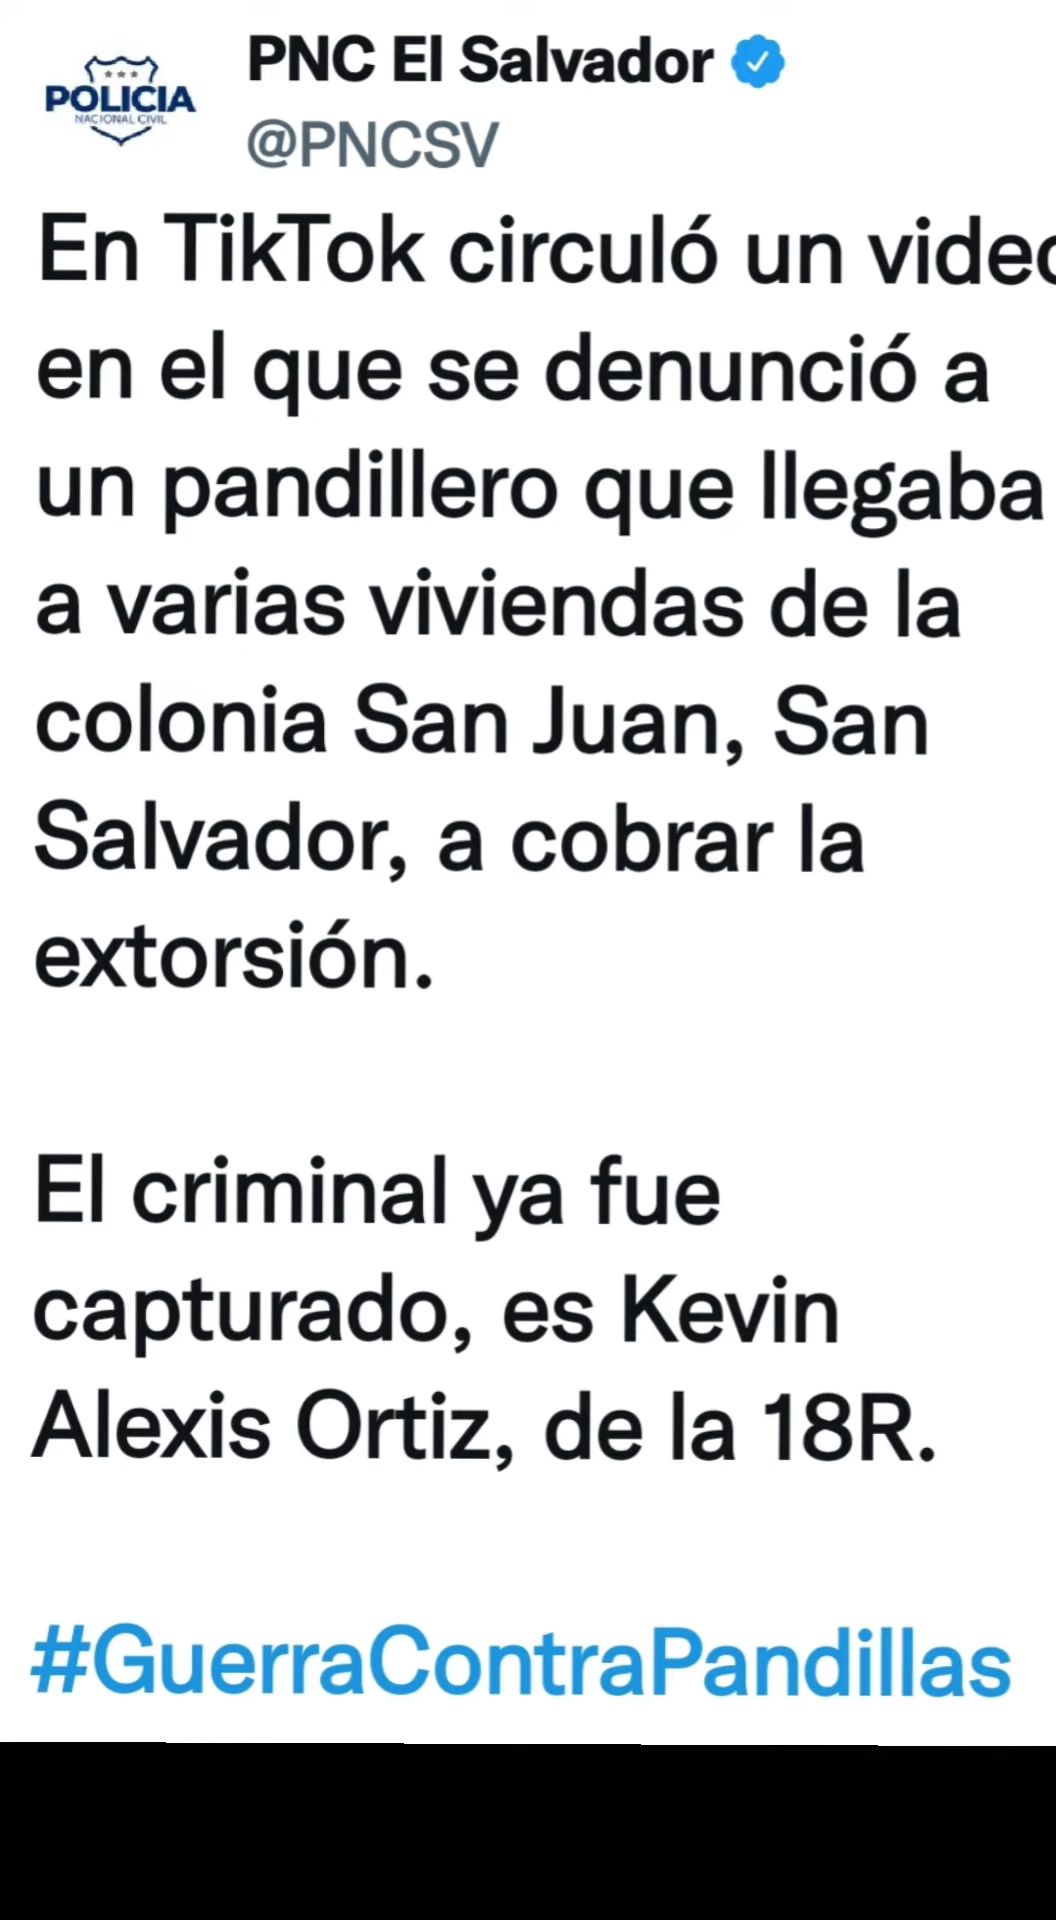 PNC El Salvador
@PNCSV
POLICIA
NACIONAL CIVIL
En TikTok circuló un video
en el que se denunció a
un pandillero que llegaba
a varias viviendas de la
colonia San Juan, San
Salvador, a cobrar la
extorsión.
El criminal ya fue
capturado, es Kevin
Alexis Ortiz, de la 18R.
#GuerraContraPandillas